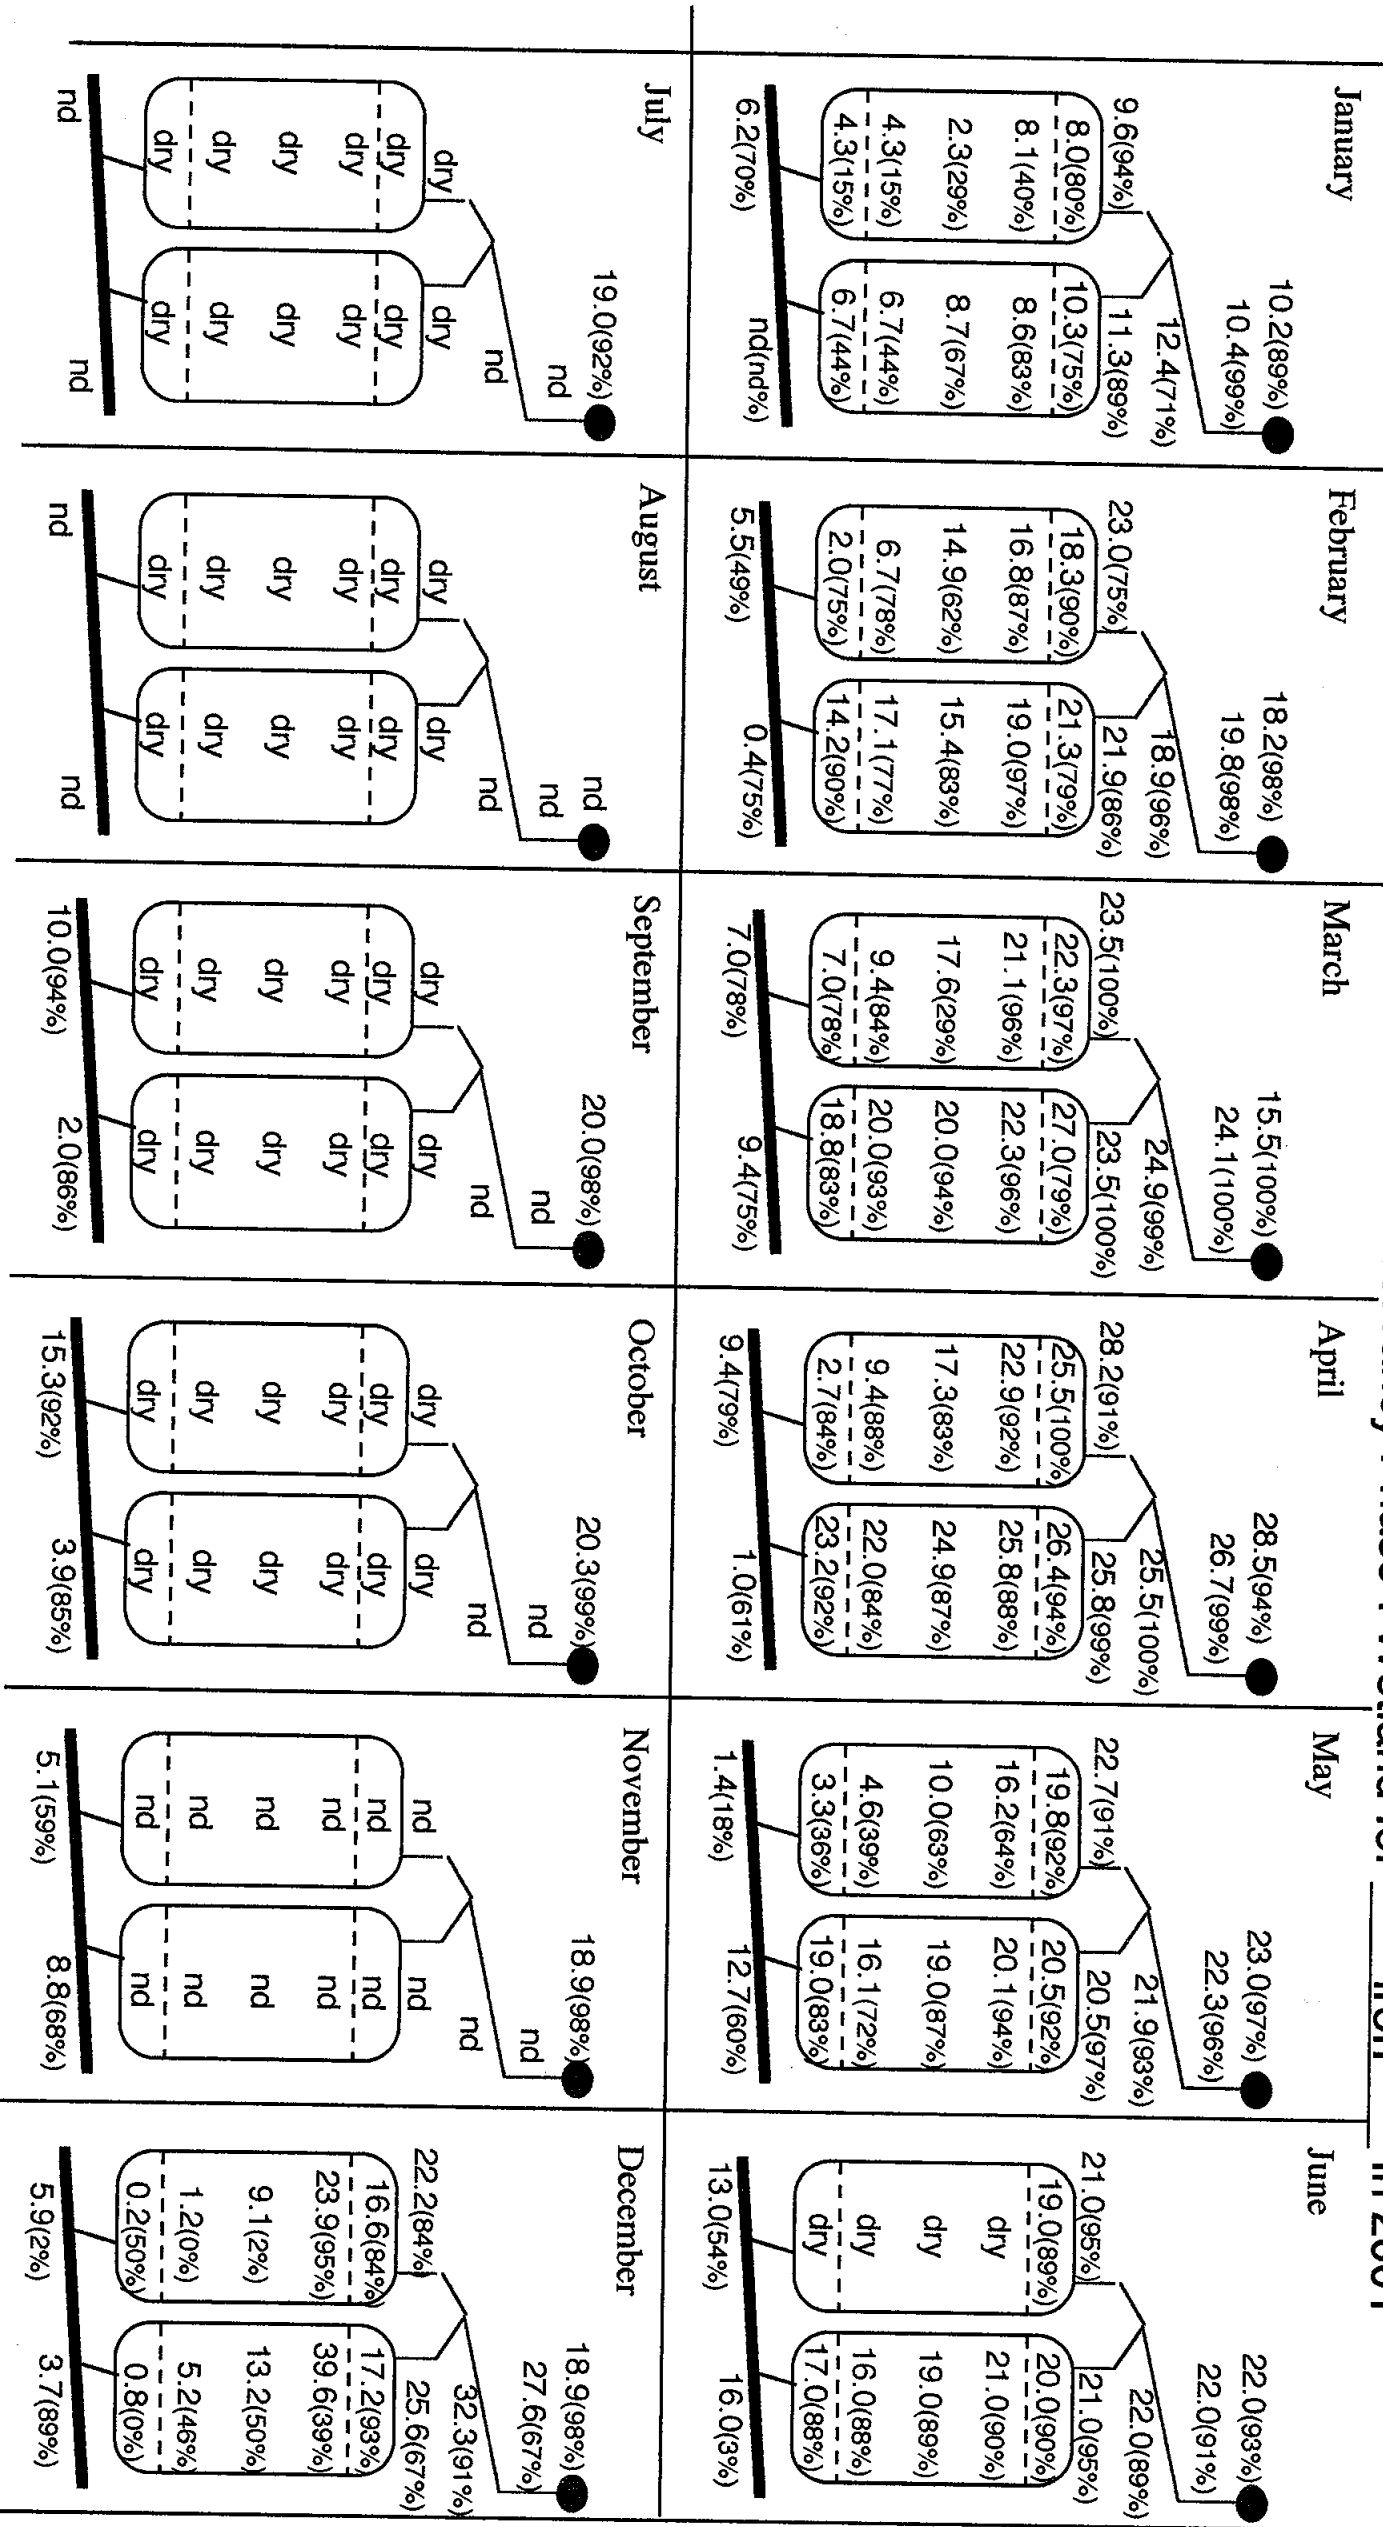 Wetland for Iron in 2001
January
10.2(89%)
10.4(99%)
12.4(71%)
9.6(94%) 11.3(89%)
8.0(80%) 10.3(75%)
8.1(40%) 8.6(83%)
2.3(29%) 8.7(67%)
4.3(15%) 6.7(44%)
4.3(15%) 6.7(44%)
6.2(70%) nd(nd%)
February
18.2(98%)
19.8(98%)
18.9(96%)
23.0(75%) 21.9(86%)
18.3(90%) 21.3(79%)
16.8(87%) 19.0(97%)
14.9(62%) 15.4(83%)
6.7(78%) 17.1(77%)
2.0(75%) 14.2(90%)
5.5(49%) 0.4(75%)
March
15.5(100%)
24.1(100%)
24.9(99%)
23.5(100%) 23.5(100%)
22.3(97%) 27.0(79%)
21.1(96%) 22.3(96%)
17.6(29%) 20.0(94%)
9.4(84%) 20.0(93%)
7.0(78%) 18.8(83%)
7.0(78%) 9.4(75%)
April
28.5(94%)
26.7(99%)
25.5(100%)
28.2(91%) 25.8(99%)
25.5(100%) 26.4(94%)
22.9(92%) 25.8(88%)
17.3(83%) 24.9(87%)
9.4(88%) 22.0(84%)
2.7(84%) 23.2(92%)
9.4(79%) 1.0(61%)
May
23.0(97%)
22.3(96%)
21.9(93%)
22.7(91%) 20.5(97%)
19.8(92%) 20.5(92%)
16.2(64%) 20.1(94%)
10.0(63%) 19.0(87%)
4.6(39%) 16.1(72%)
3.3(36%) 19.0(83%)
1.4(18%) 12.7(60%)
June
22.0(93%)
22.0(91%)
22.0(89%)
21.0(95%) 21.0(95%)
19.0(89%) 20.0(90%)
dry 21.0(90%)
dry 19.0(89%)
dry 16.0(88%)
dry 17.0(88%)
13.0(54%) 16.0(3%)
July
19.0(92%)
nd
nd
dry dry
dry dry
dry dry
dry dry
dry dry
dry dry
nd nd
August
nd
nd
nd
dry dry
dry dry
dry dry
dry dry
dry dry
dry dry
nd nd
September
20.0(98%)
nd
nd
dry dry
dry dry
dry dry
dry dry
dry dry
dry dry
10.0(94%) 2.0(86%)
October
20.3(99%)
nd
nd
dry dry
dry dry
dry dry
dry dry
dry dry
dry dry
15.3(92%) 3.9(85%)
November
18.9(98%)
nd
nd
nd nd
nd nd
nd nd
nd nd
nd nd
nd nd
5.1(59%) 8.8(68%)
December
18.9(98%)
27.6(67%)
32.3(91%)
22.2(84%) 25.6(67%)
16.6(84%) 17.2(93%)
23.9(95%) 39.6(39%)
9.1(2%) 13.2(50%)
1.2(0%) 5.2(46%)
0.2(50%) 0.8(0%)
5.9(2%) 3.7(89%)